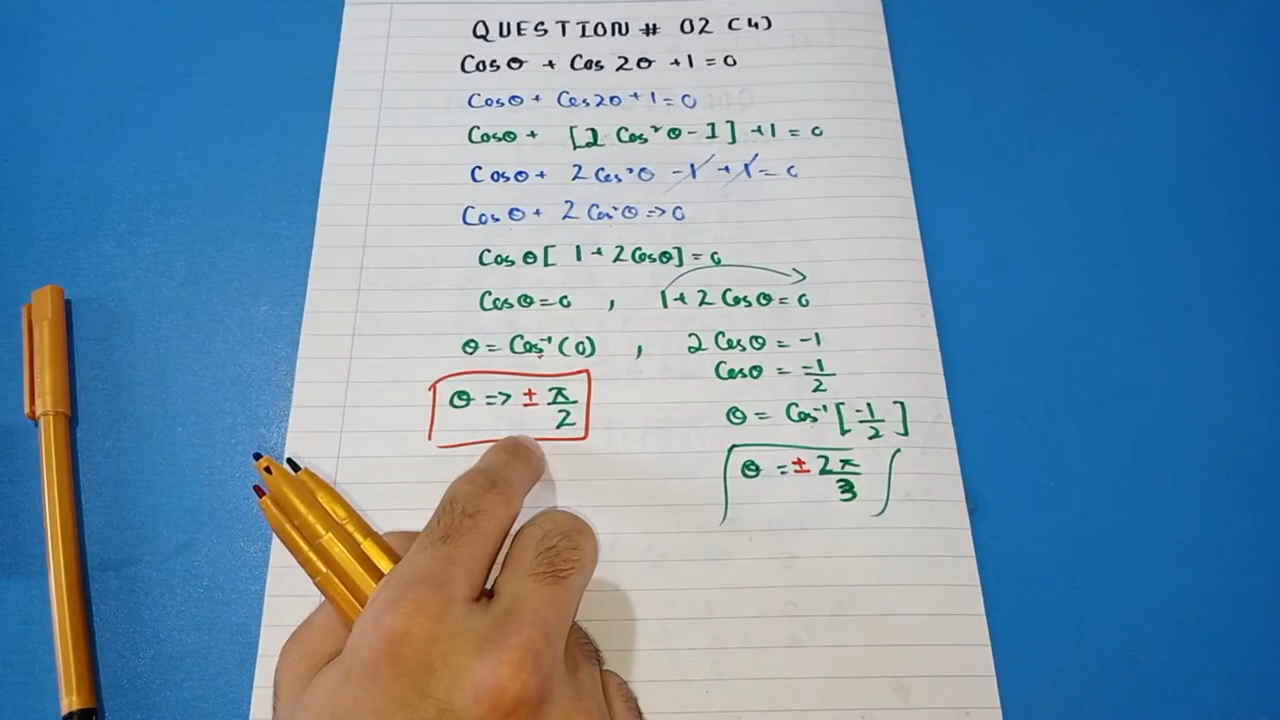 QUESTION # 02 (4)
Cosθ + Cos 2θ +1 = 0
Cosθ + Cos2θ +1=0
Cosθ + [2 Cos²θ - 1] +1 = 0
Cosθ + 2 Cos²θ -1 +1 = 0
Cosθ + 2 Cos²θ => 0
Cosθ [ 1 + 2 Cosθ] = 0
Cosθ = 0 , 1 + 2 Cosθ = 0
θ = Cos⁻¹(0) , 2 Cosθ = -1
Cosθ = -1/2
θ => ± π/2
θ = Cos⁻¹ [-1/2]
θ = ± 2π/3